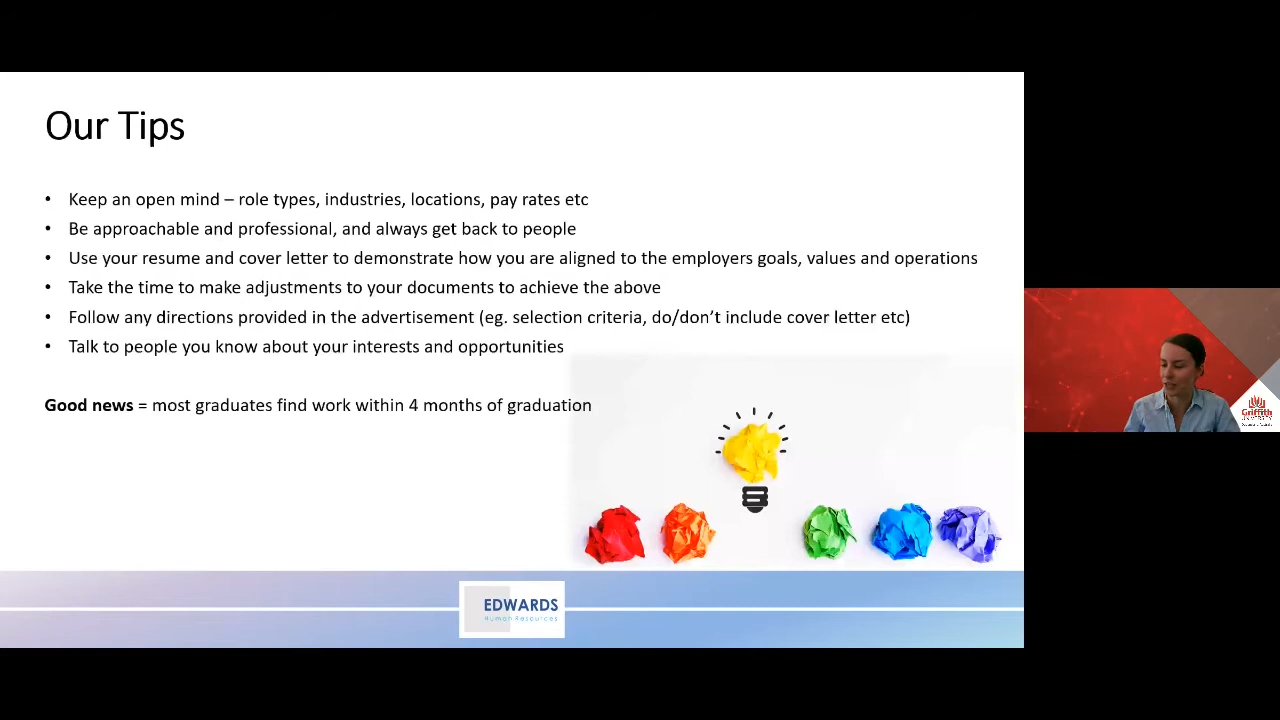 Our Tips
• Keep an open mind – role types, industries, locations, pay rates etc
• Be approachable and professional, and always get back to people
• Use your resume and cover letter to demonstrate how you are aligned to the employers goals, values and operations
• Take the time to make adjustments to your documents to achieve the above
• Follow any directions provided in the advertisement (eg. selection criteria, do/don't include cover letter etc)
• Talk to people you know about your interests and opportunities
Good news = most graduates find work within 4 months of graduation
EDWARDS
Human Resources
Griffith